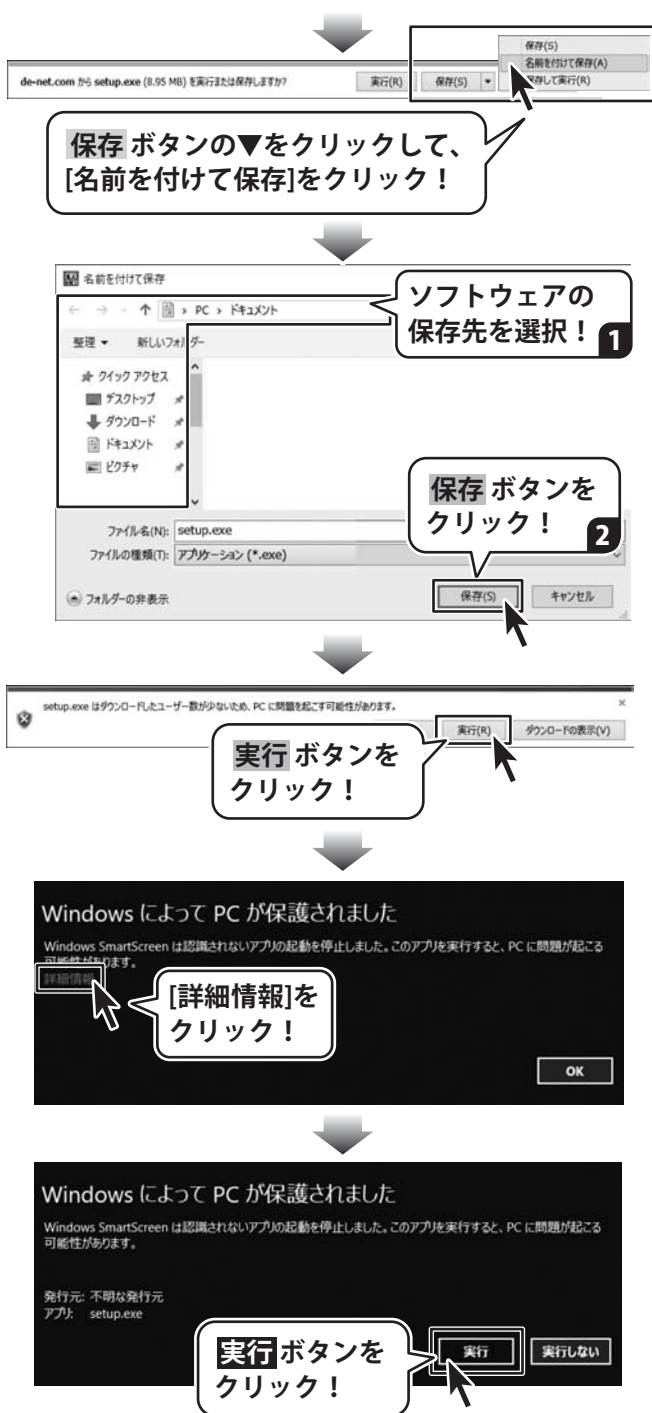 保存(S)
名前を付けて保存(A)
保存して実行(R)
de-net.com から setup.exe (8.95 MB) を実行または保存しますか?
実行(R)
保存(S)
保存 ボタンの▼をクリックして、
[名前を付けて保存]をクリック！
名前を付けて保存
PC › ドキュメント
ソフトウェアの
保存先を選択！
1
整理
新しいフォルダー
クイック アクセス
デスクトップ
ダウンロード
ドキュメント
ピクチャ
保存 ボタンを
クリック！
2
ファイル名(N): setup.exe
ファイルの種類(T): アプリケーション (*.exe)
フォルダーの非表示
保存(S)
キャンセル
setup.exe はダウンロードしたユーザー数が少ないため、PC に問題を起こす可能性があります。
実行(R)
ダウンロードの表示(V)
実行 ボタンを
クリック！
Windows によって PC が保護されました
Windows SmartScreen は認識されないアプリの起動を停止しました。このアプリを実行すると、PC に問題が起こる
可能性があります。
詳細情報
[詳細情報]を
クリック！
OK
Windows によって PC が保護されました
Windows SmartScreen は認識されないアプリの起動を停止しました。このアプリを実行すると、PC に問題が起こる
可能性があります。
発行元: 不明な発行元
アプリ: setup.exe
実行 ボタンを
クリック！
実行
実行しない